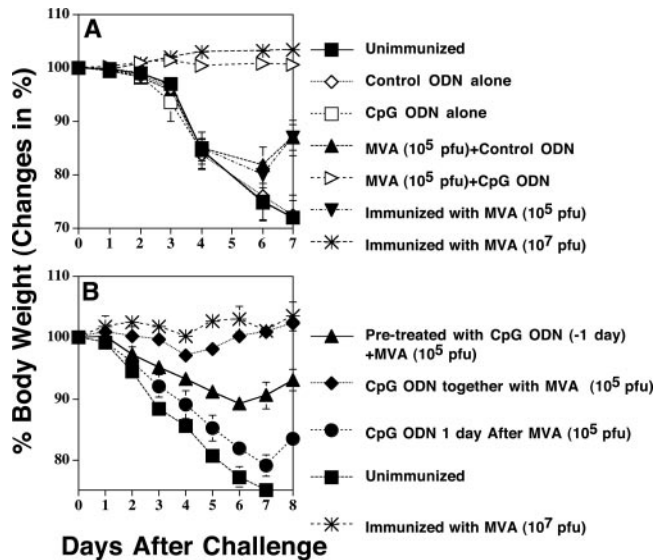 110
A
100
90
80
70
0 1 2 3 4 5 6 7
Unimmunized
Control ODN alone
CpG ODN alone
MVA (10⁵ pfu)+Control ODN
MVA (10⁵ pfu)+CpG ODN
Immunized with MVA (10⁵ pfu)
Immunized with MVA (10⁷ pfu)
% Body Weight (Changes in %)
110
B
100
90
80
0 1 2 3 4 5 6 7 8
Pre-treated with CpG ODN (-1 day)
+MVA (10⁵ pfu)
CpG ODN together with MVA (10⁵ pfu)
CpG ODN 1 day After MVA (10⁵ pfu)
Unimmunized
Immunized with MVA (10⁷ pfu)
Days After Challenge